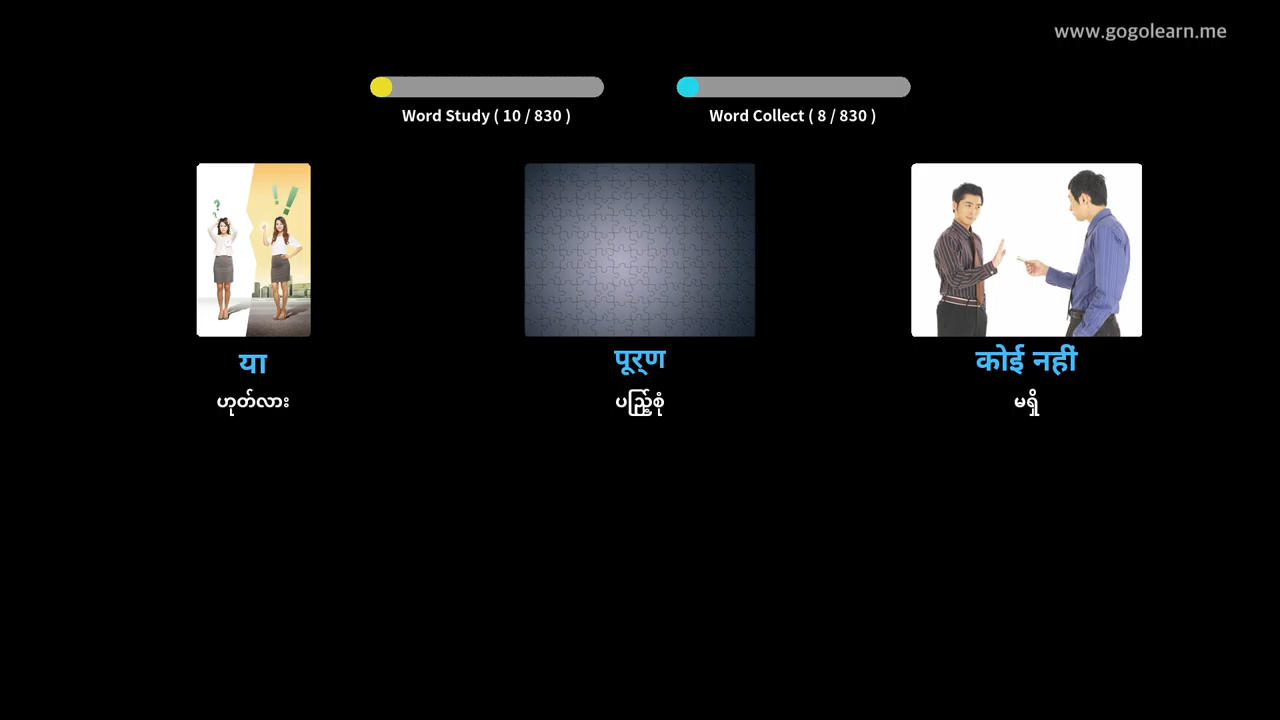 www.gogolearn.me
Word Study ( 10 / 830 )
Word Collect ( 8 / 830 )
या
पूर्ण
कोई नहीं
ဟုတ်လား
ပြည့်စုံ
မရှိ